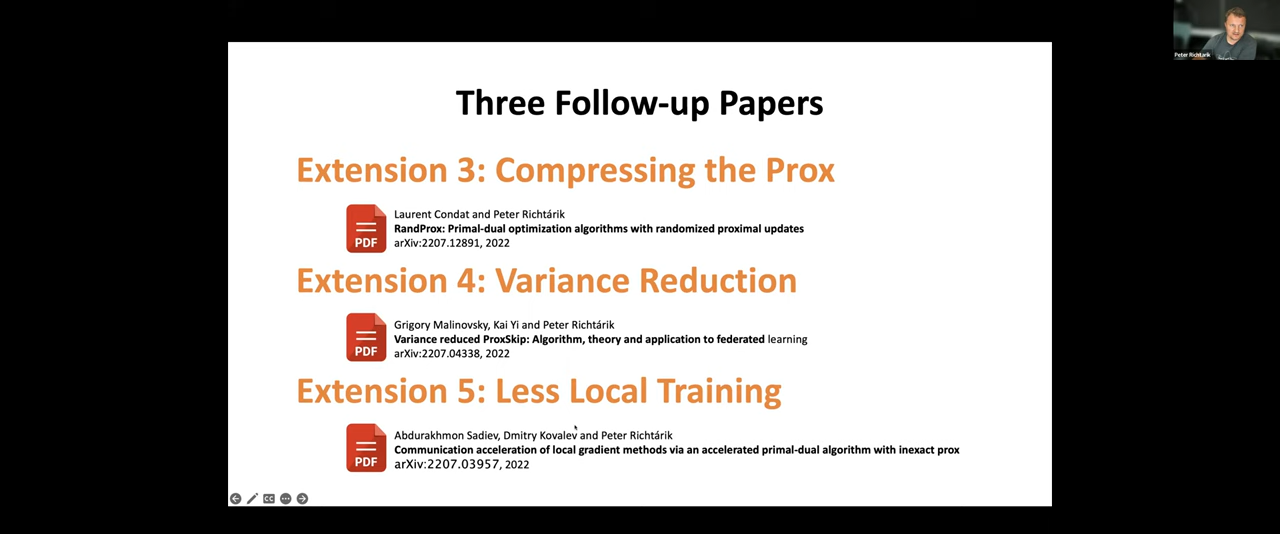 Peter Richtarik
Three Follow-up Papers
Extension 3: Compressing the Prox
PDF
Laurent Condat and Peter Richtárik
RandProx: Primal-dual optimization algorithms with randomized proximal updates
arXiv:2207.12891, 2022
Extension 4: Variance Reduction
PDF
Grigory Malinovsky, Kai Yi and Peter Richtárik
Variance reduced ProxSkip: Algorithm, theory and application to federated learning
arXiv:2207.04338, 2022
Extension 5: Less Local Training
PDF
Abdurakhmon Sadiev, Dmitry Kovalev and Peter Richtárik
Communication acceleration of local gradient methods via an accelerated primal-dual algorithm with inexact prox
arXiv:2207.03957, 2022
CC